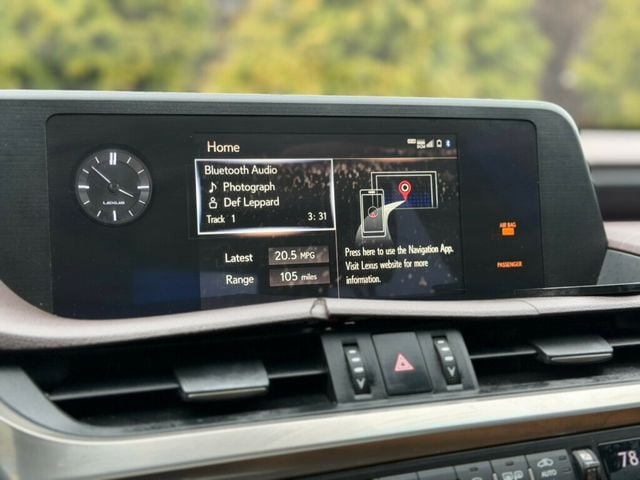 Home
LEXUS
Bluetooth Audio
Photograph
Def Leppard
Track 1 3:31
Latest 20.5 MPG
Range 105 miles
Press here to use the Navigation App.
Visit Lexus website for more
information.
AIR BAG
PASSENGER
AUTO
78